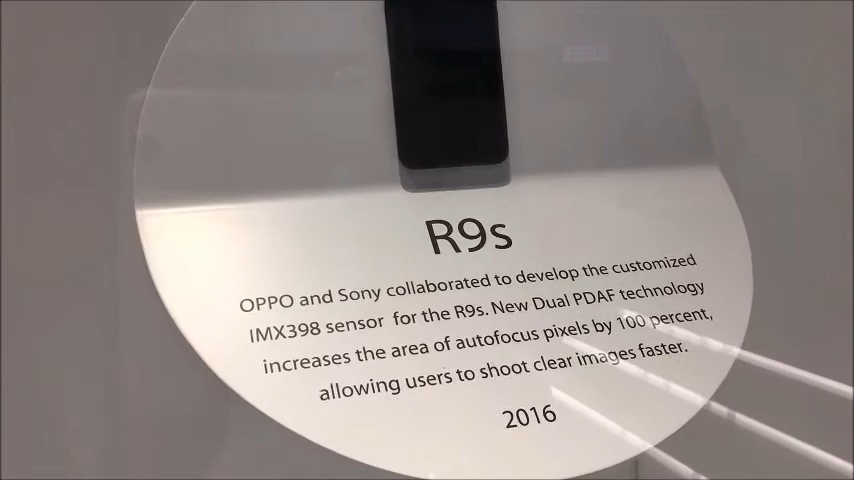 R9s
OPPO and Sony collaborated to develop the customized
IMX398 sensor for the R9s. New Dual PDAF technology
increases the area of autofocus pixels by 100 percent,
allowing users to shoot clear images faster.
2016